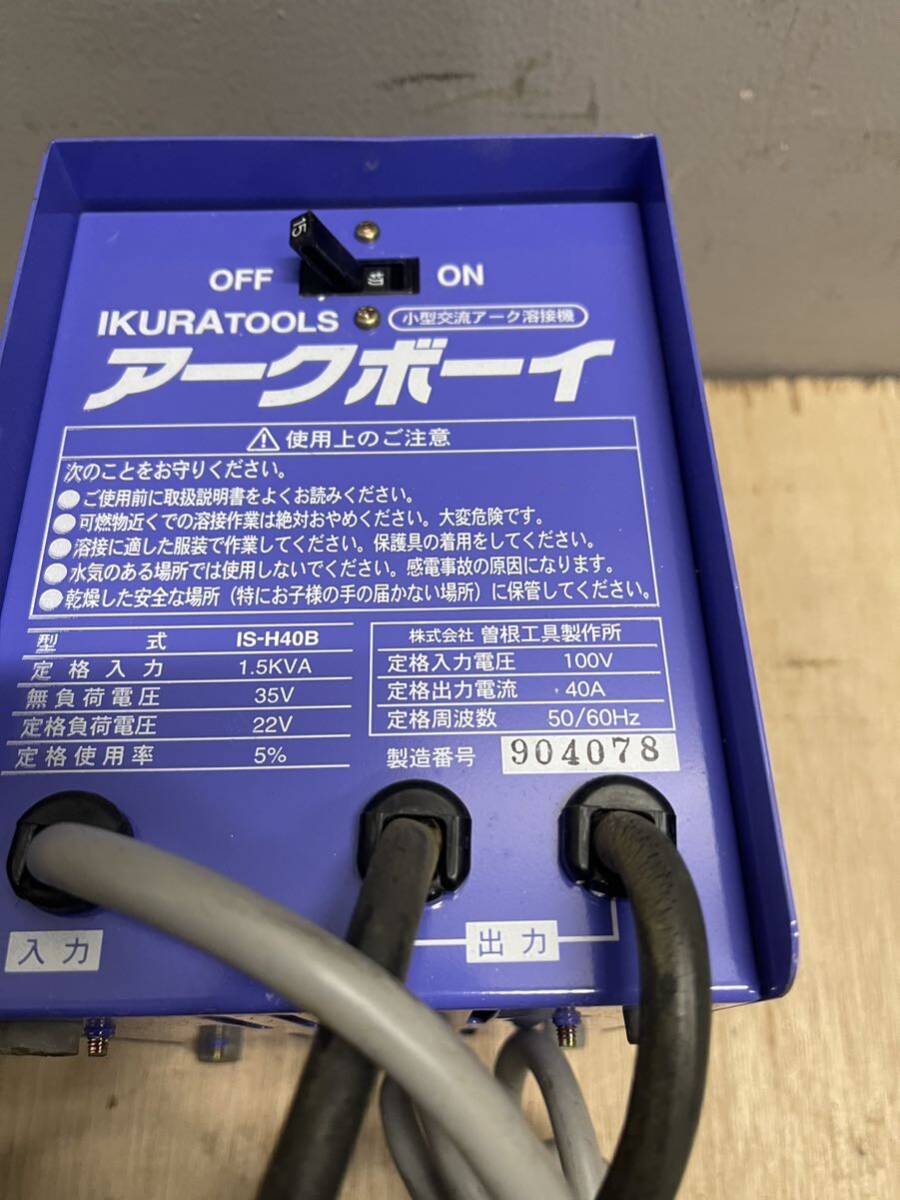 15
切
OFF
ON
IKURATOOLS
小型交流アーク溶接機
アークボーイ
⚠使用上のご注意
次のことをお守りください。
●ご使用前に取扱説明書をよくお読みください。
●可燃物近くでの溶接作業は絶対おやめください。大変危険です。
●溶接に適した服装で作業してください。保護具の着用をしてください。
●水気のある場所では使用しないでください。感電事故の原因になります。
●乾燥した安全な場所（特にお子様の手の届かない場所）に保管してください。
型式 IS-H40B
定格入力 1.5KVA
無負荷電圧 35V
定格負荷電圧 22V
定格使用率 5%
株式会社 曽根工具製作所
定格入力電圧 100V
定格出力電流 40A
定格周波数 50/60Hz
製造番号 904078
入力
出力